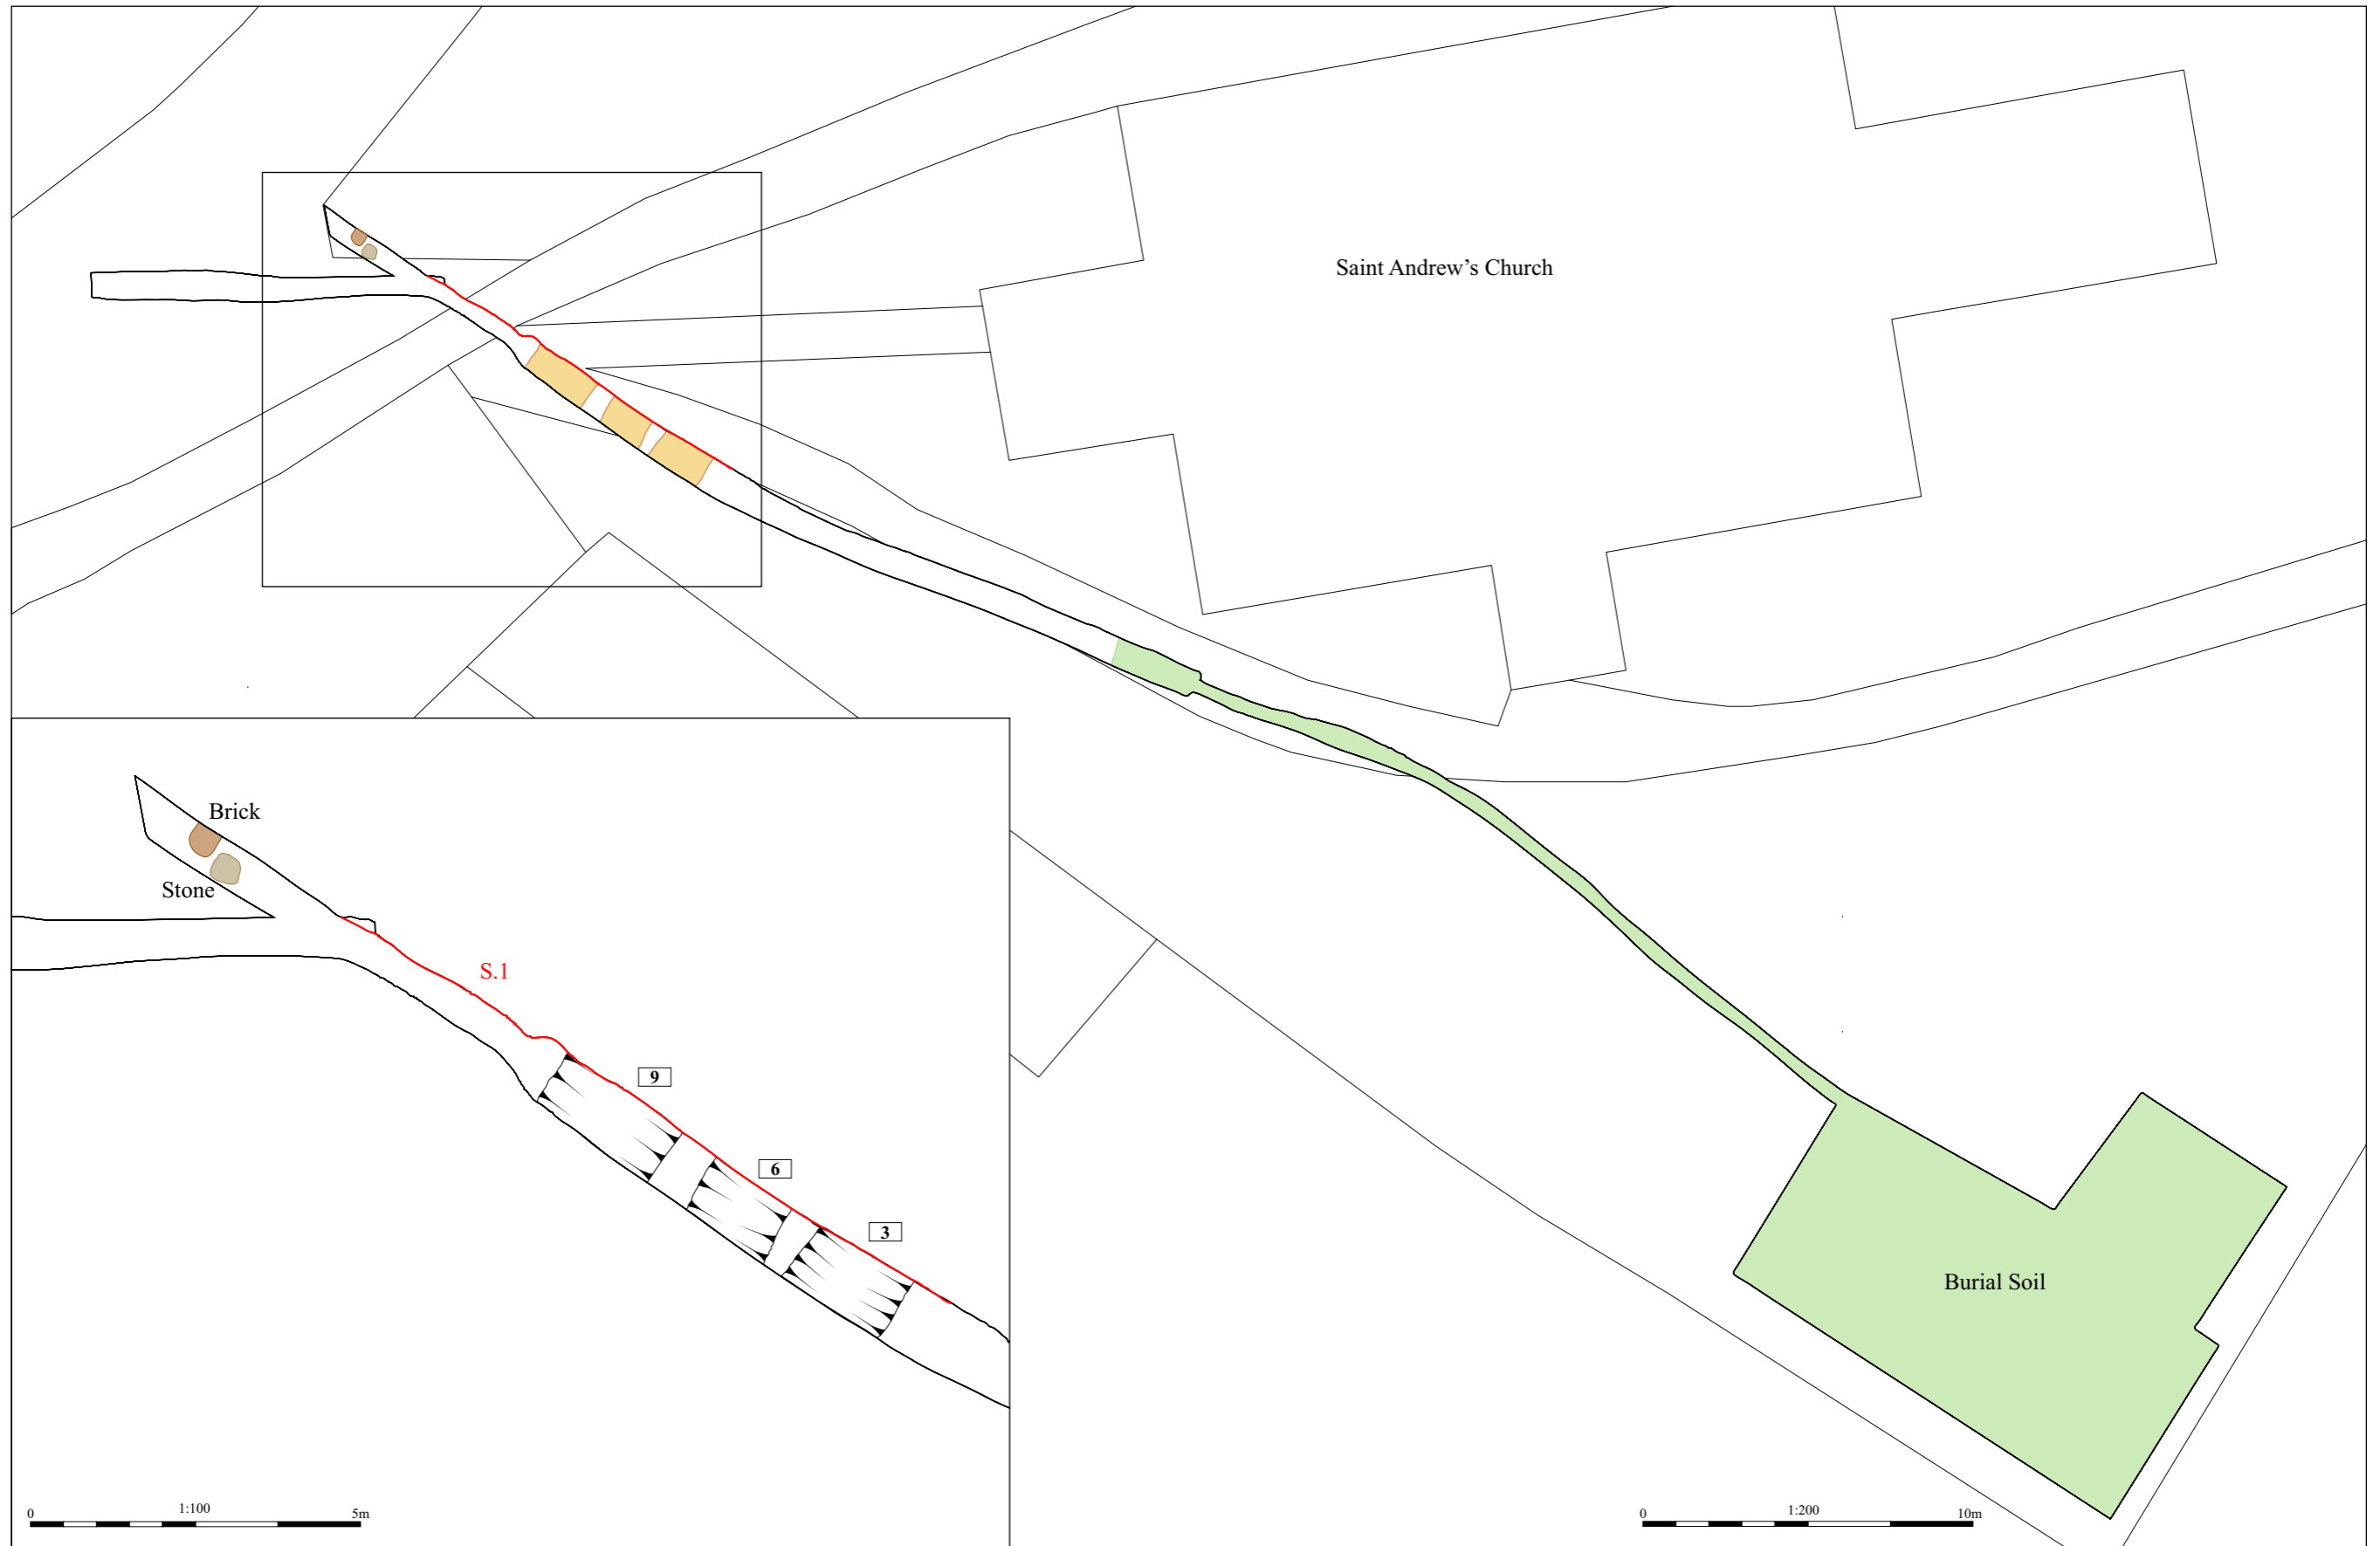 Saint Andrew’s Church
Brick
Stone
S.1
9
6
3
Burial Soil
0 1:100 5m
0 1:200 10m